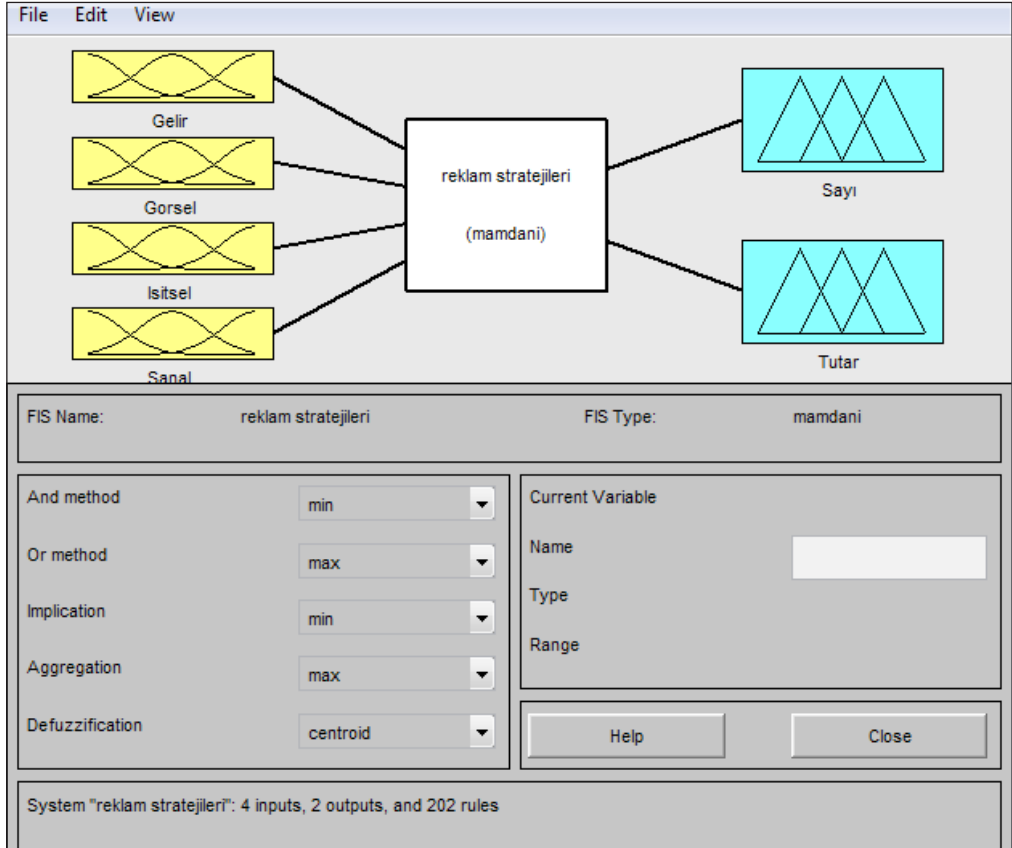 File Edit View
Gelir
Gorsel
Isitsel
Sanal
reklam stratejileri
(mamdani)
Sayı
Tutar
FIS Name: reklam stratejileri FIS Type: mamdani
And method min
Or method max
Implication min
Aggregation max
Defuzzification centroid
Current Variable
Name
Type
Range
Help Close
System "reklam stratejileri": 4 inputs, 2 outputs, and 202 rules